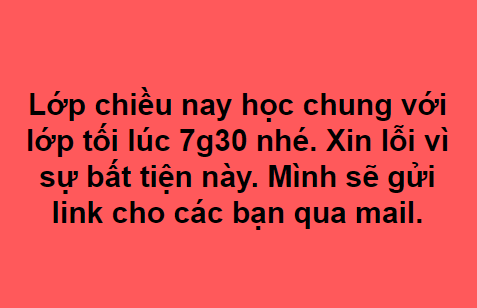 Lớp chiều nay học chung với
lớp tối lúc 7g30 nhé. Xin lỗi vì
sự bất tiện này. Mình sẽ gửi
link cho các bạn qua mail.